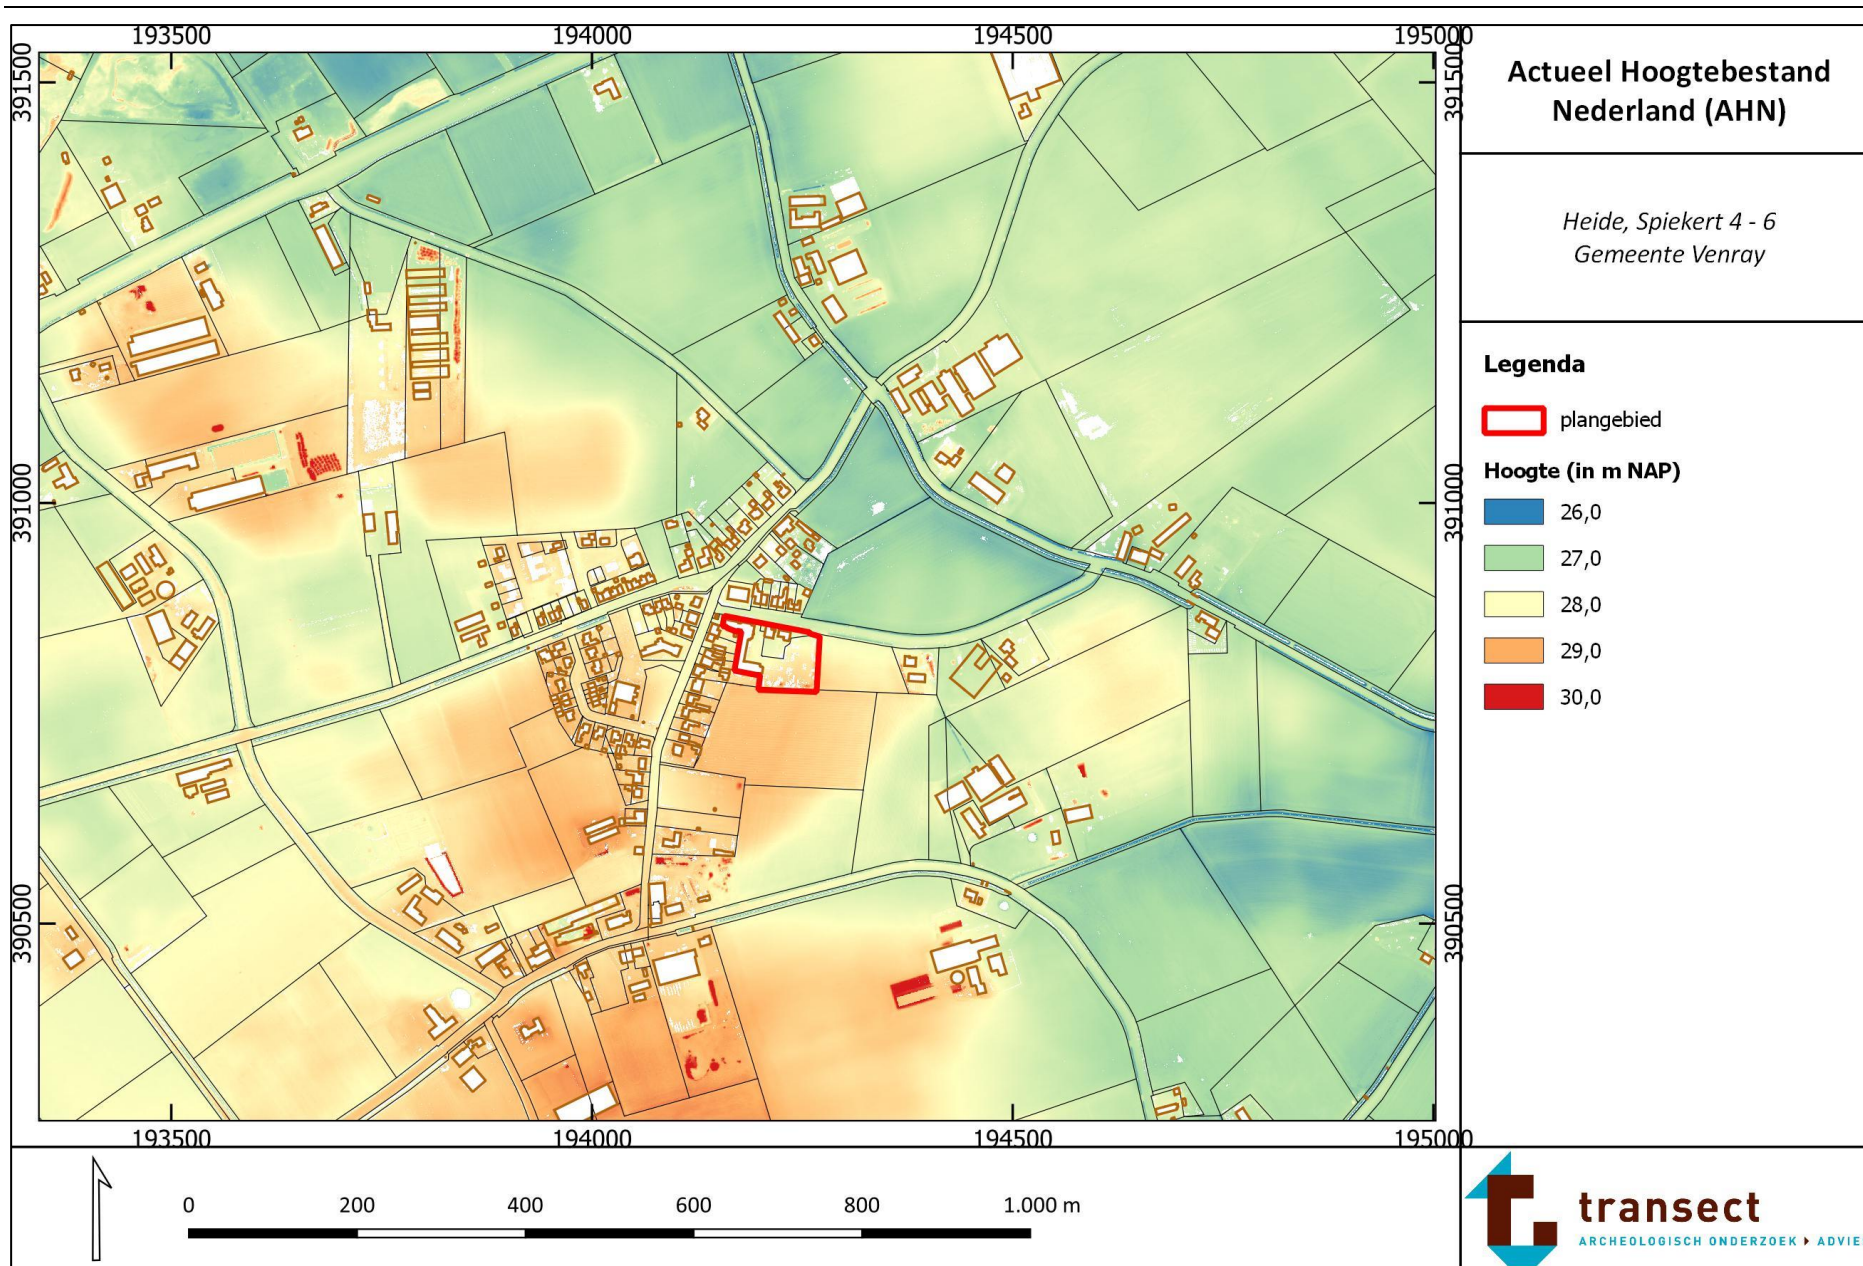 193500 194000 194500 195000
391500
391500
391000
391000
390500
390500
193500 194000 194500 195000
Actueel Hoogtebestand
Nederland (AHN)
Heide, Spiekert 4 - 6
Gemeente Venray
Legenda
plangebied
Hoogte (in m NAP)
26,0
27,0
28,0
29,0
30,0
0 200 400 600 800 1.000 m
transect
ARCHEOLOGISCH ONDERZOEK ADVIE